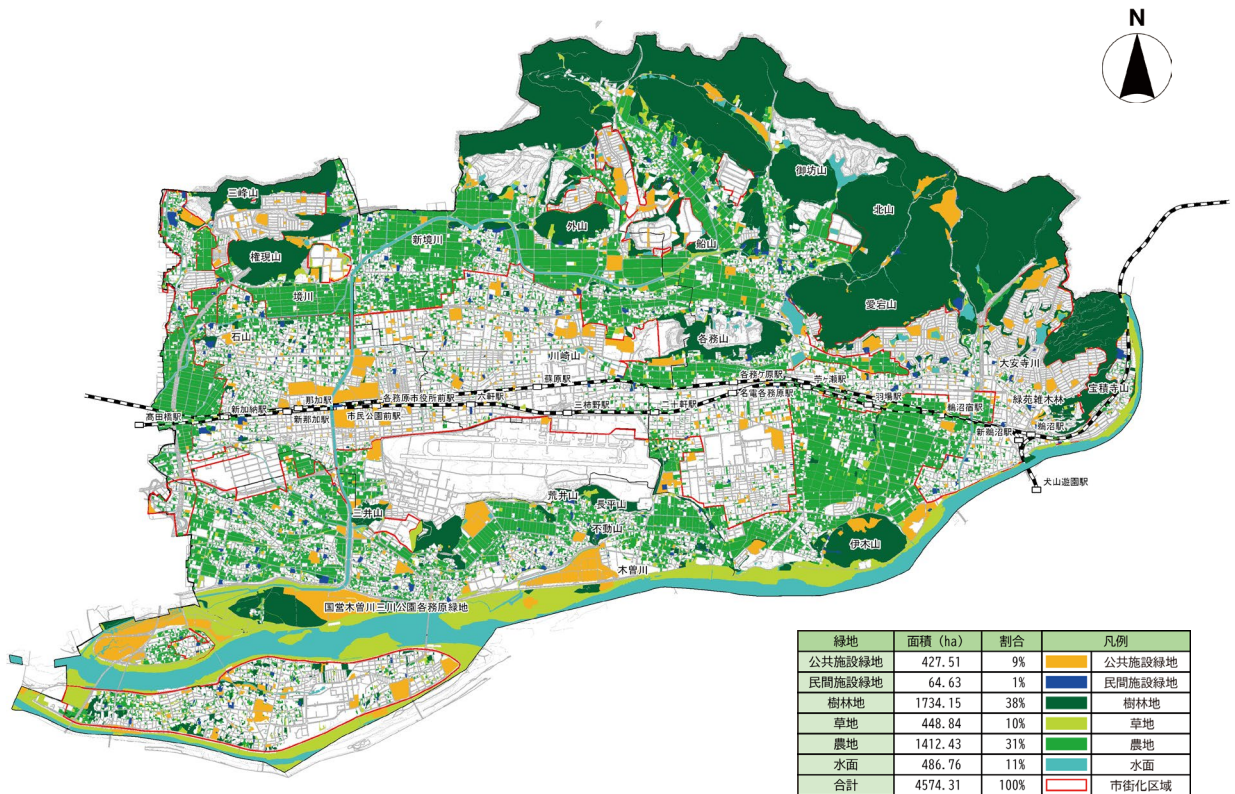 N
三峰山
御坊山
北山
外山
新境川
船山
権現山
境川
愛宕山
石山
各務山
川崎山
大安寺川
蘇原駅
各務ケ原駅
苧ヶ瀬駅
宝積寺山
那加駅
各務原市役所前駅
六軒駅
名電各務原駅
羽場駅
緑苑雑木林
高田橋駅
新加納駅
市民公園前駅
三柿野駅
二十軒駅
鵜沼宿駅
新那加駅
新鵜沼駅
鵜沼駅
犬山遊園駅
荒井山
長平山
三井山
不動山
伊木山
木曽川
国営木曽川三川公園各務原緑地
緑地 面積（ha） 割合 凡例
公共施設緑地 427.51 9% 公共施設緑地
民間施設緑地 64.63 1% 民間施設緑地
樹林地 1734.15 38% 樹林地
草地 448.84 10% 草地
農地 1412.43 31% 農地
水面 486.76 11% 水面
合計 4574.31 100% 市街化区域